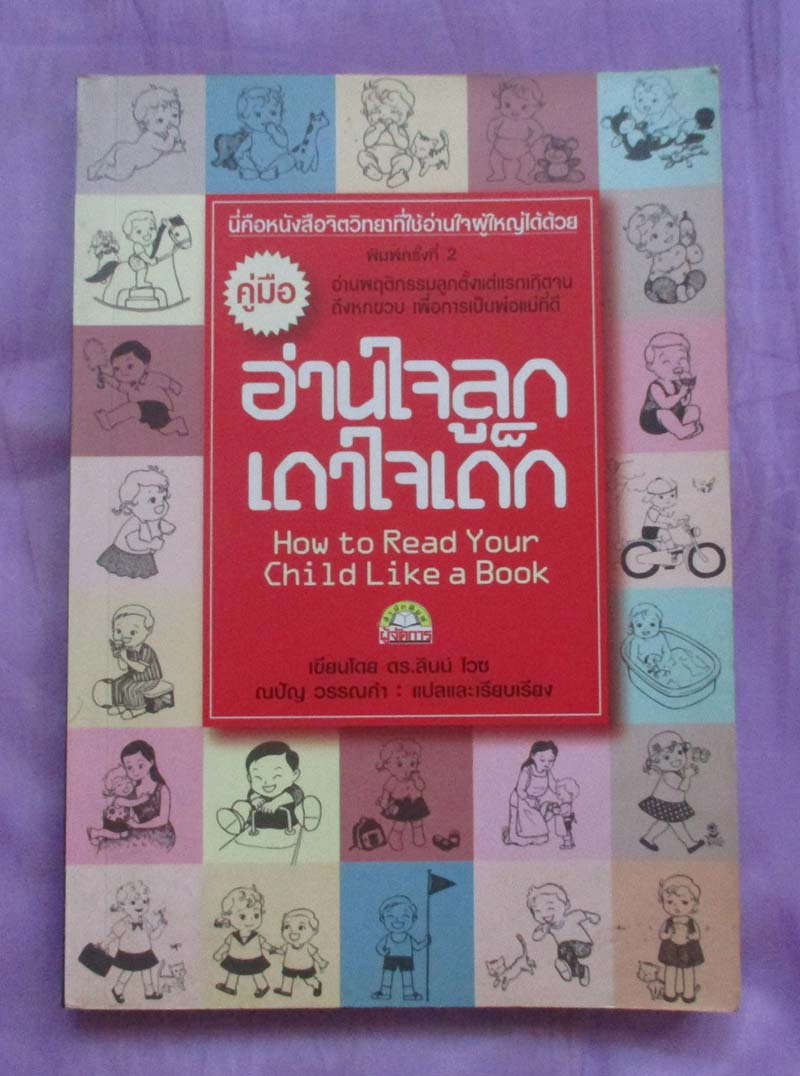 นี่คือหนังสือจิตวิทยาที่ใช้อ่านใจผู้ใหญ่ได้ด้วย
พิมพ์ครั้งที่ 2
คู่มือ
อ่านพฤติกรรมลูกตั้งแต่แรกเกิดจน
ถึงหกขวบ เพื่อการเป็นพ่อแม่ที่ดี
อ่านใจลูก
เดาใจเด็ก
How to Read Your
Child Like a Book
สำนักพิมพ์
ผู้จัดการ
เขียนโดย ดร.ลินน์ ไวซ
ณปัญ วรรณคำ : แปลและเรียบเรียง